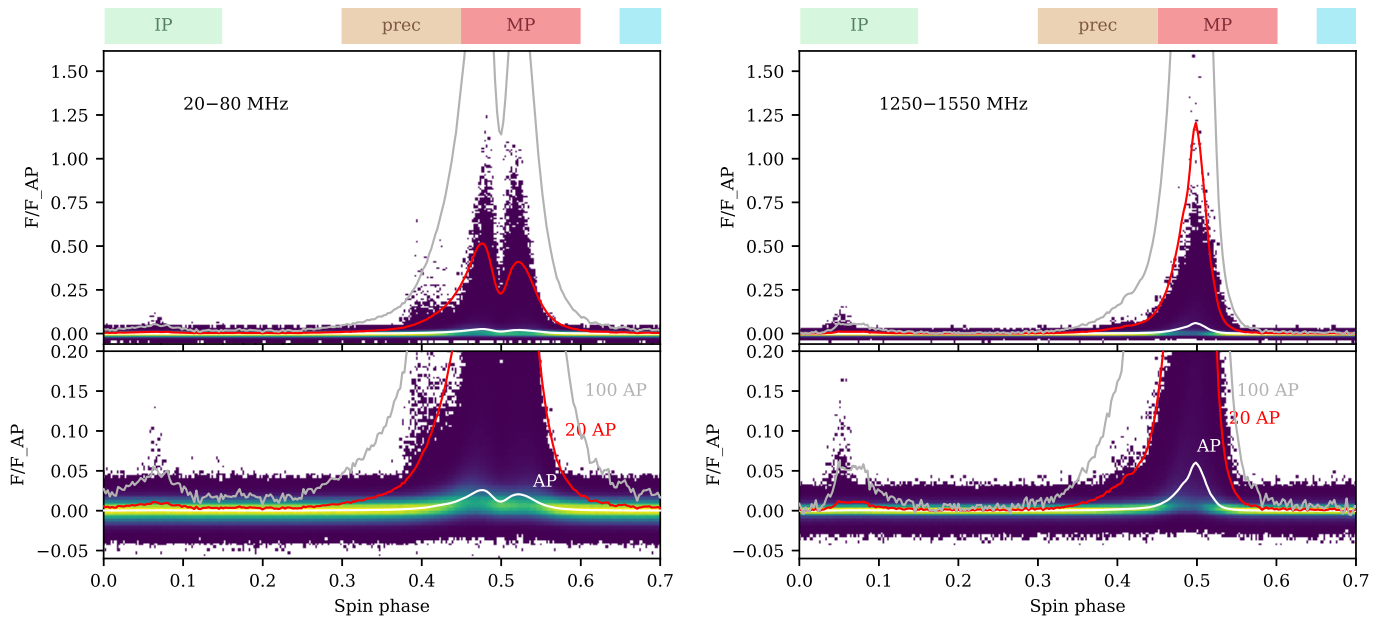 IP prec MP
20−80 MHz
F/F_AP
1.50
1.25
1.00
0.75
0.50
0.25
0.00
F/F_AP
0.20
0.15
0.10
0.05
0.00
−0.05
100 AP
20 AP
AP
0.0 0.1 0.2 0.3 0.4 0.5 0.6 0.7
Spin phase
IP prec MP
1250−1550 MHz
F/F_AP
1.50
1.25
1.00
0.75
0.50
0.25
0.00
F/F_AP
0.20
0.15
0.10
0.05
0.00
−0.05
100 AP
20 AP
AP
0.0 0.1 0.2 0.3 0.4 0.5 0.6 0.7
Spin phase